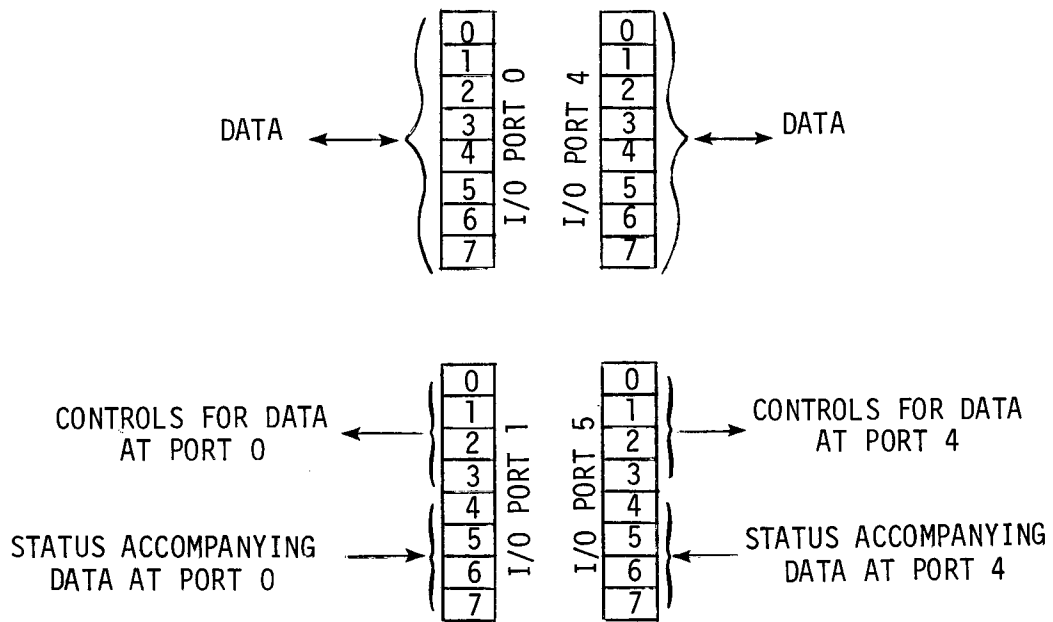 DATA
0
1
2
3
4
5
6
7
I/O PORT 0
I/O PORT 4
0
1
2
3
4
5
6
7
DATA
CONTROLS FOR DATA
AT PORT 0
STATUS ACCOMPANYING
DATA AT PORT 0
0
1
2
3
4
5
6
7
I/O PORT 1
I/O PORT 5
0
1
2
3
4
5
6
7
CONTROLS FOR DATA
AT PORT 4
STATUS ACCOMPANYING
DATA AT PORT 4